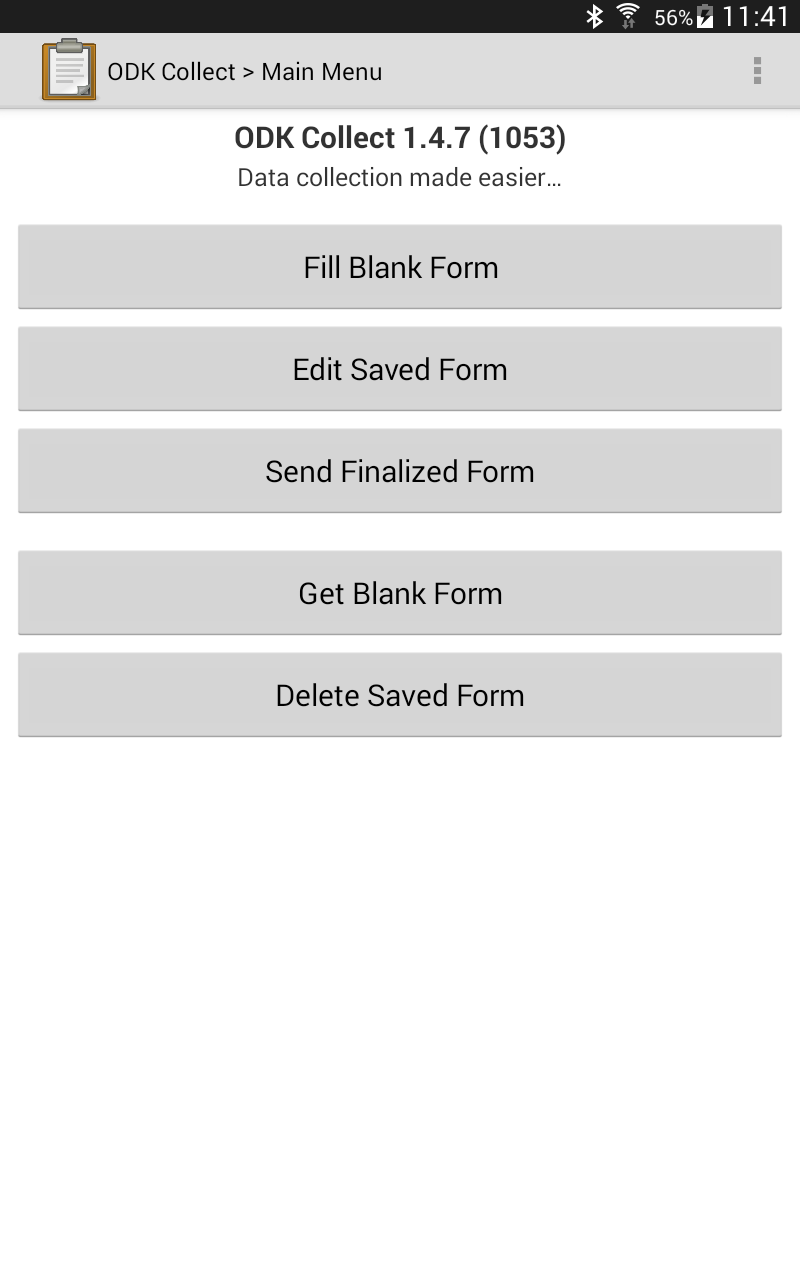 56% 11:41
ODK Collect > Main Menu
ODK Collect 1.4.7 (1053)
Data collection made easier...
Fill Blank Form
Edit Saved Form
Send Finalized Form
Get Blank Form
Delete Saved Form